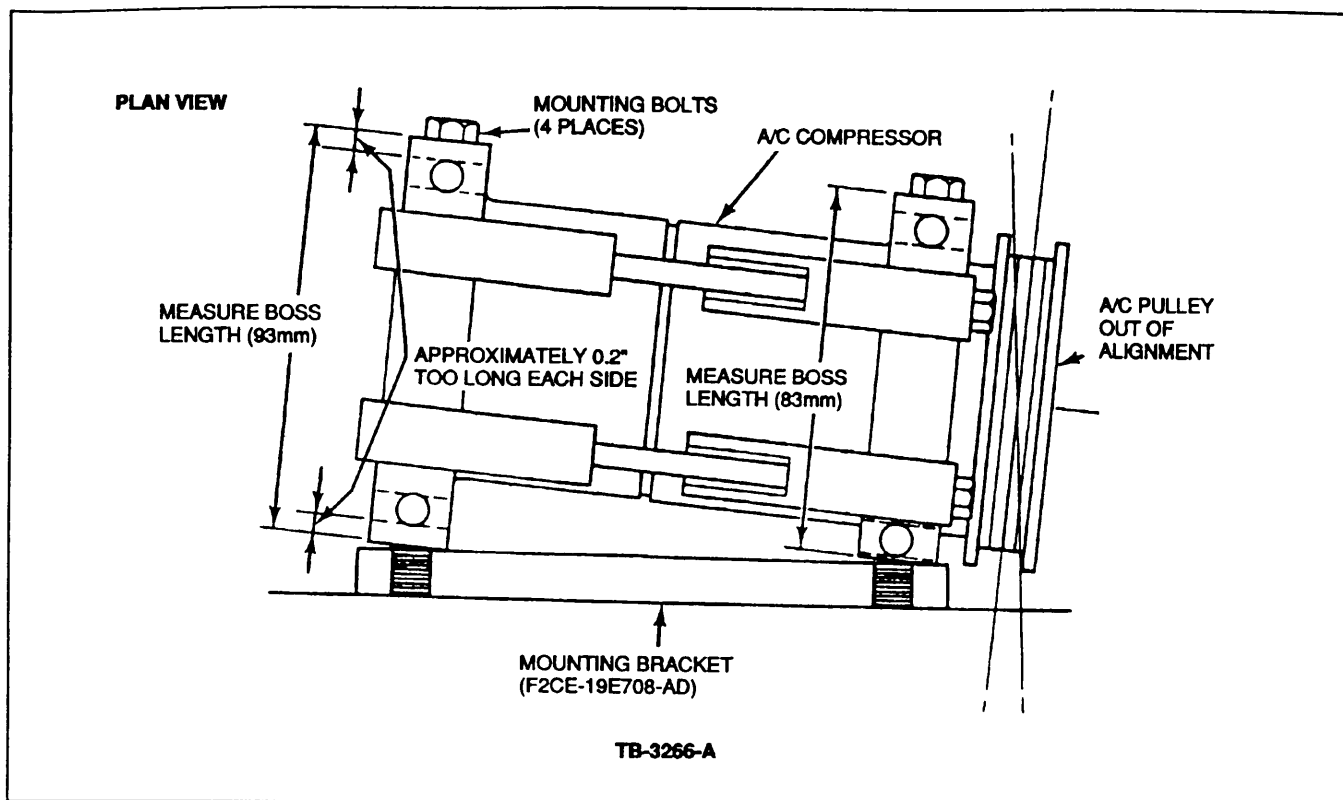 PLAN VIEW
MOUNTING BOLTS
(4 PLACES)
A/C COMPRESSOR
MEASURE BOSS
LENGTH (93mm)
APPROXIMATELY 0.2"
TOO LONG EACH SIDE
MEASURE BOSS
LENGTH (83mm)
A/C PULLEY
OUT OF
ALIGNMENT
MOUNTING BRACKET
(F2CE-19E708-AD)
TB-3266-A